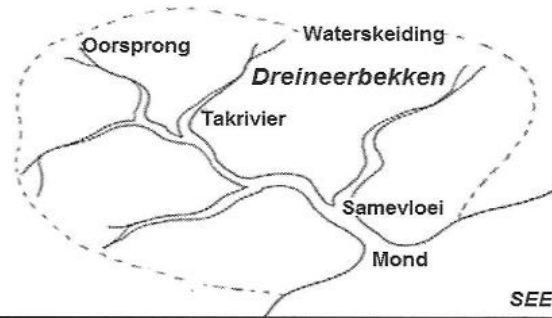 Waterskeiding
Oorsprong
Dreineerbekken
Takrivier
Samevloei
Mond
SEE